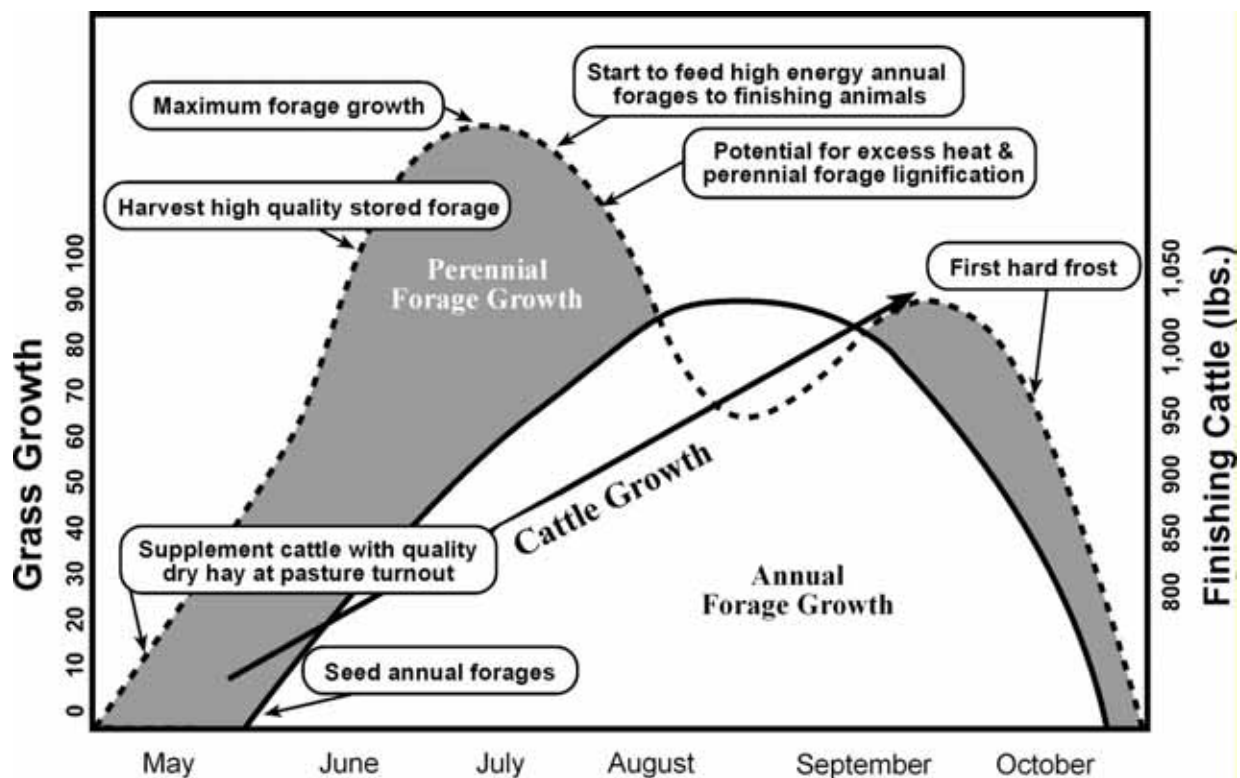 Maximum forage growth
Start to feed high energy annual
forages to finishing animals
Potential for excess heat &
perennial forage lignification
Harvest high quality stored forage
First hard frost
Perennial
Forage Growth
Cattle Growth
Supplement cattle with quality
dry hay at pasture turnout
Annual
Forage Growth
Seed annual forages
Grass Growth
100
90
80
70
60
50
40
30
20
10
0
Finishing Cattle (lbs.)
1,050
1,000
950
900
850
800
May June July August September October